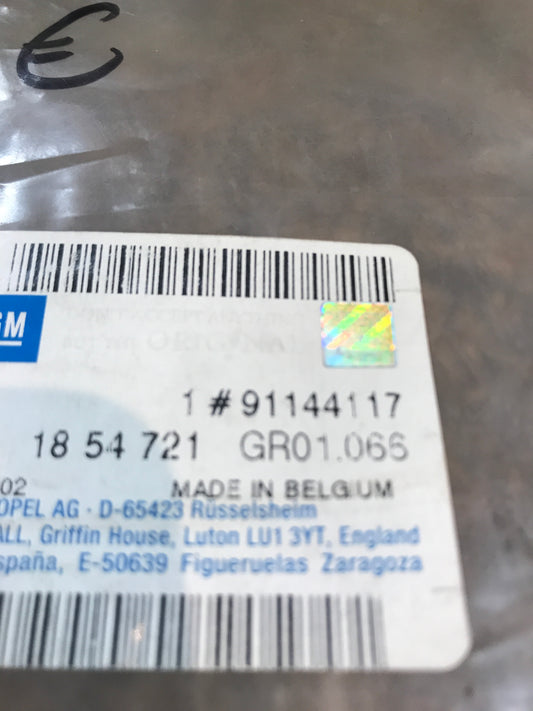 €
GM
1 # 91144117
18 54 721 GR01.066
02 MADE IN BELGIUM
OPEL AG · D-65423 Rüsselsheim
ALL, Griffin House, Luton LU1 3YT, England
spaña, E-50639 Figueruelas Zaragoza